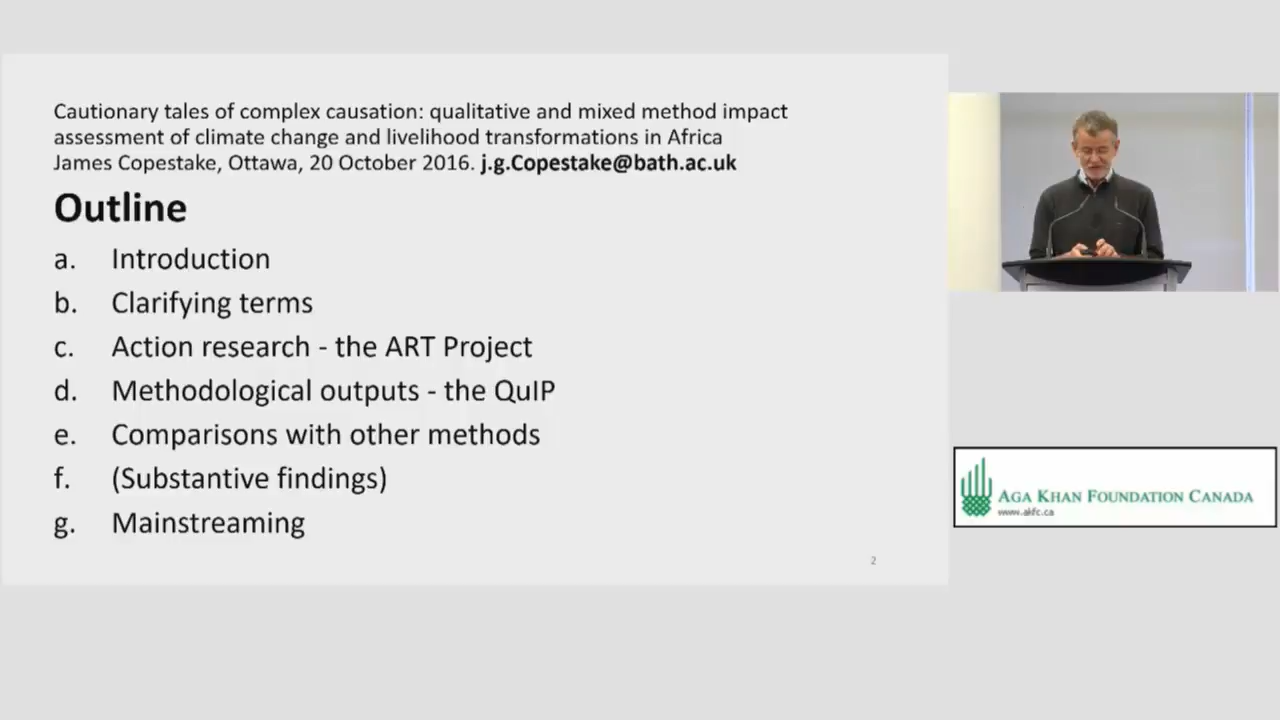 Cautionary tales of complex causation: qualitative and mixed method impact
assessment of climate change and livelihood transformations in Africa
James Copestake, Ottawa, 20 October 2016. j.g.Copestake@bath.ac.uk
Outline
a. Introduction
b. Clarifying terms
c. Action research - the ART Project
d. Methodological outputs - the QuIP
e. Comparisons with other methods
f. (Substantive findings)
g. Mainstreaming
2
AGA KHAN FOUNDATION CANADA
www.akfc.ca